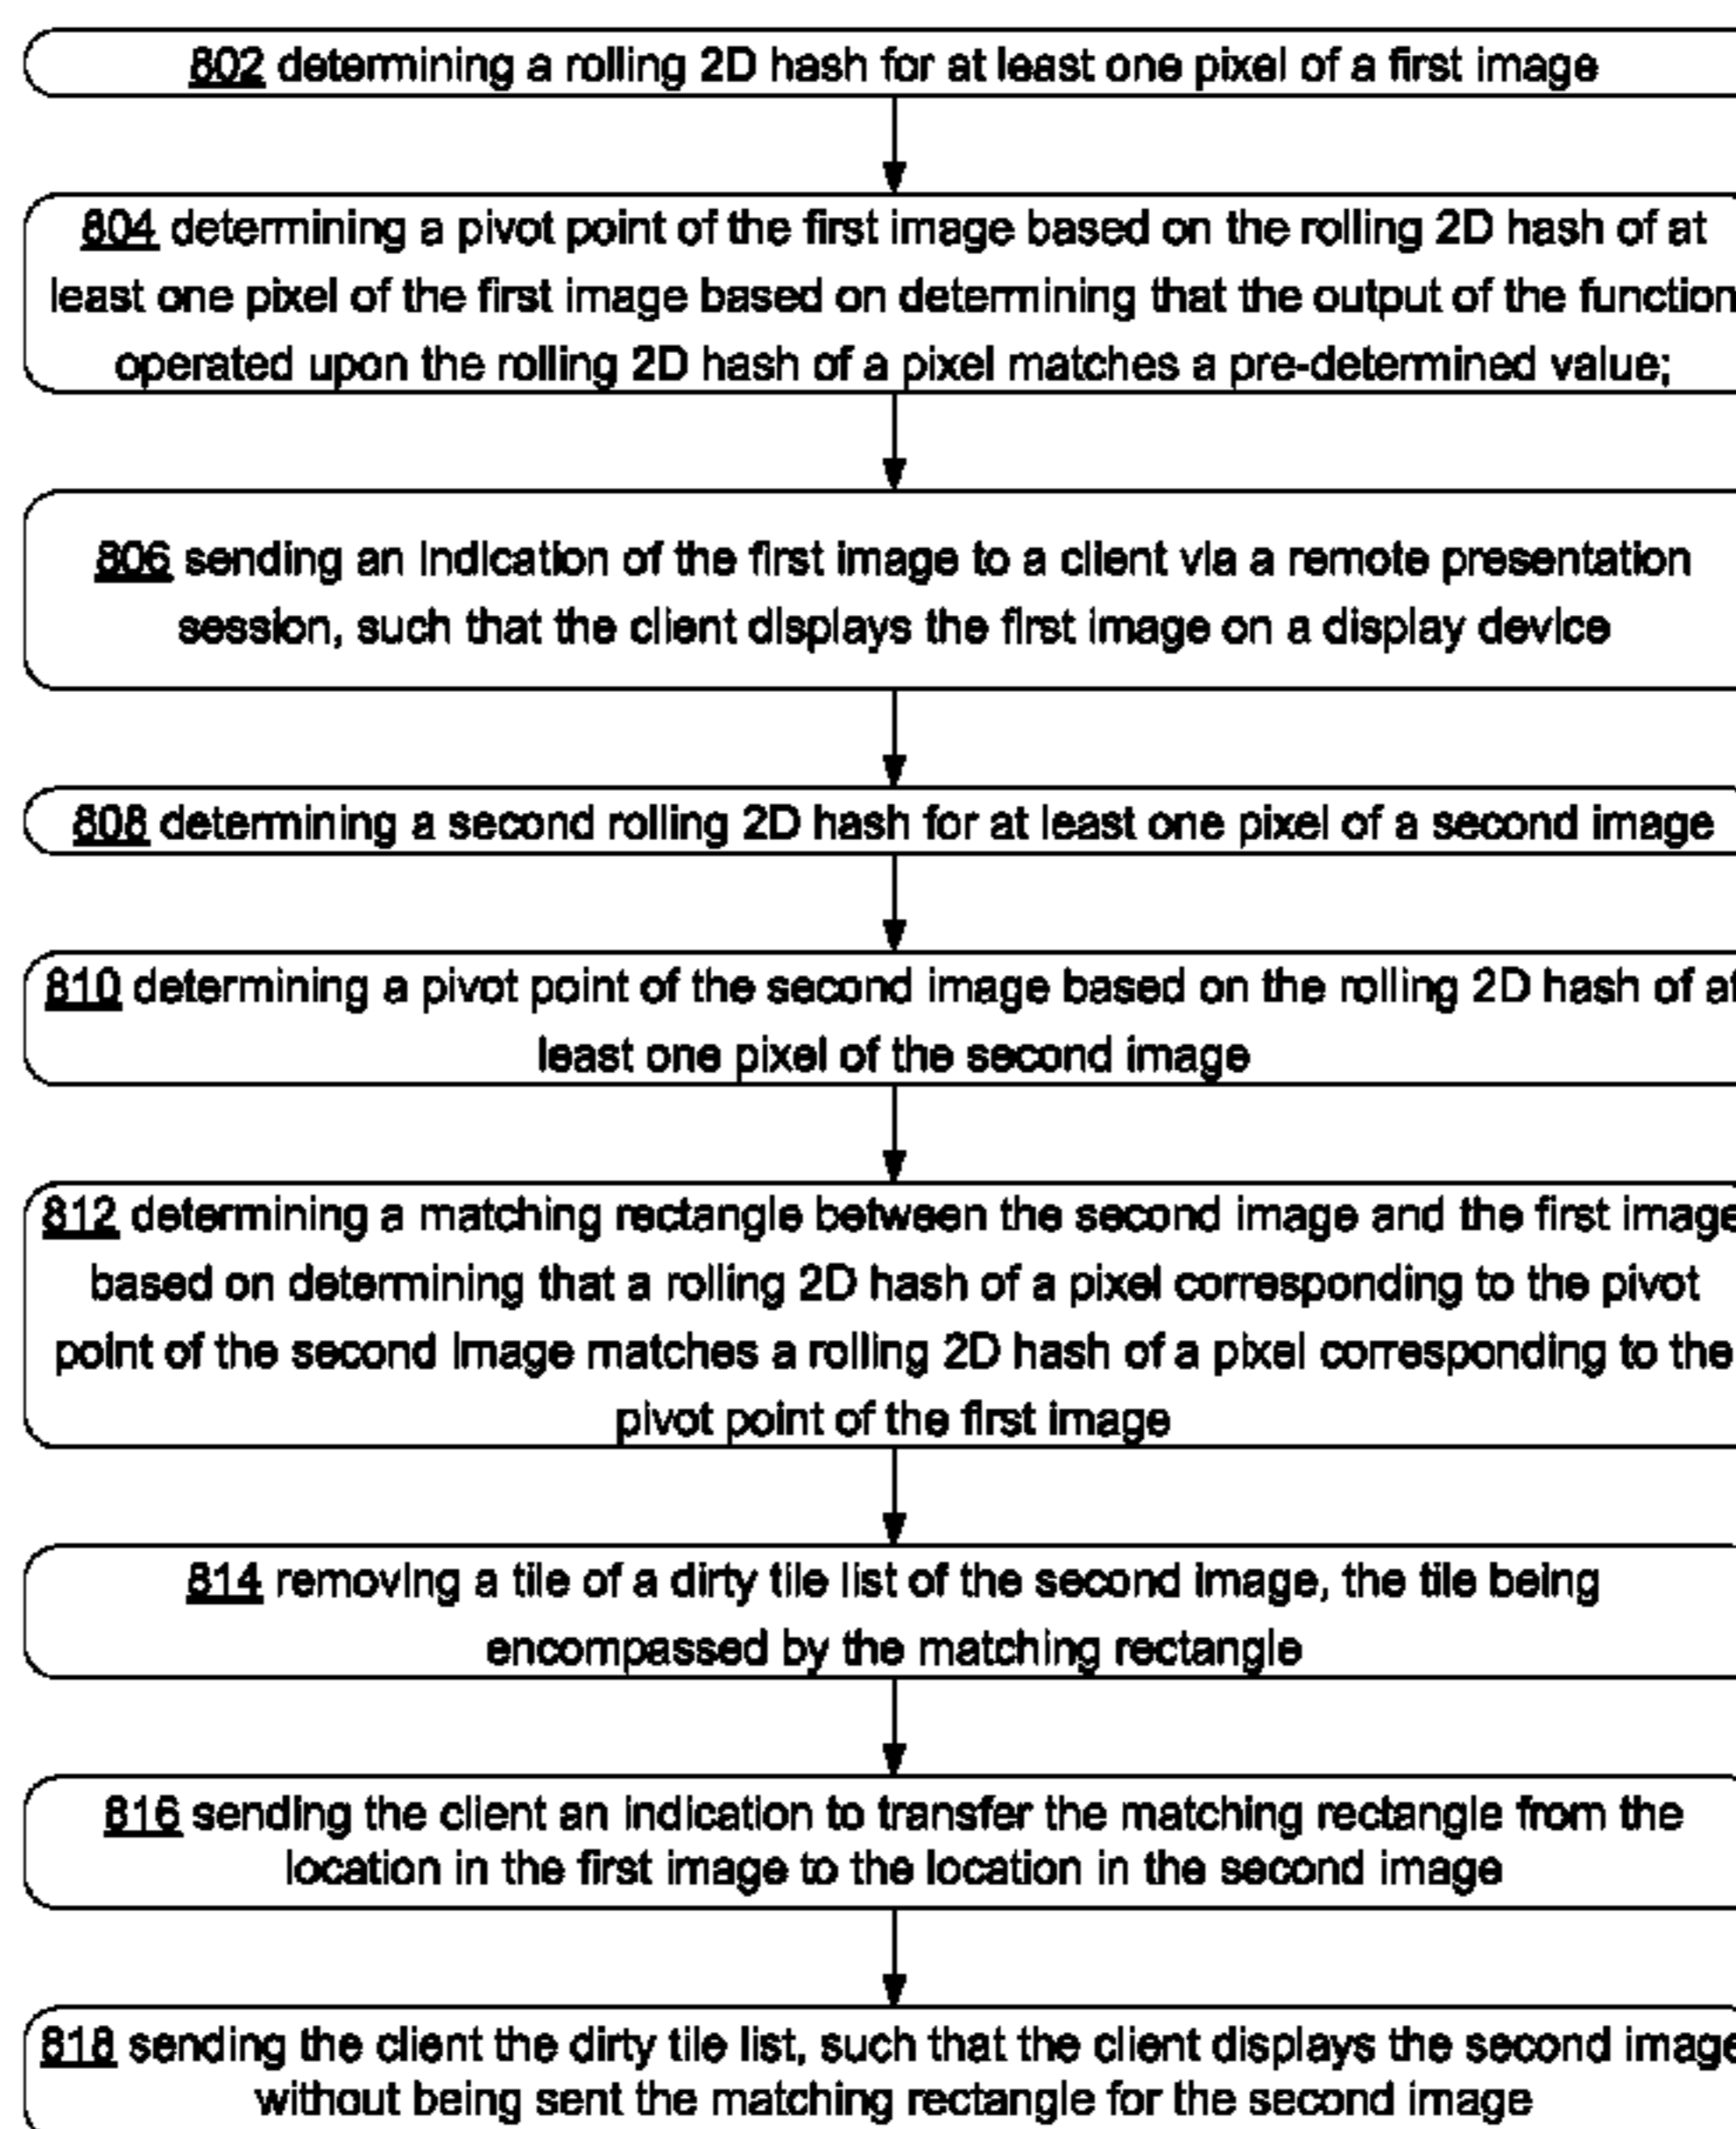 802 determining a rolling 2D hash for at least one pixel of a first image
804 determining a pivot point of the first image based on the rolling 2D hash of at
least one pixel of the first image based on determining that the output of the function
operated upon the rolling 2D hash of a pixel matches a pre-determined value;
806 sending an indication of the first image to a client via a remote presentation
session, such that the client displays the first image on a display device
808 determining a second rolling 2D hash for at least one pixel of a second image
810 determining a pivot point of the second image based on the rolling 2D hash of at
least one pixel of the second image
812 determining a matching rectangle between the second image and the first image
based on determining that a rolling 2D hash of a pixel corresponding to the pivot
point of the second image matches a rolling 2D hash of a pixel corresponding to the
pivot point of the first image
814 removing a tile of a dirty tile list of the second image, the tile being
encompassed by the matching rectangle
816 sending the client an indication to transfer the matching rectangle from the
location in the first image to the location in the second image
818 sending the client the dirty tile list, such that the client displays the second image
without being sent the matching rectangle for the second image